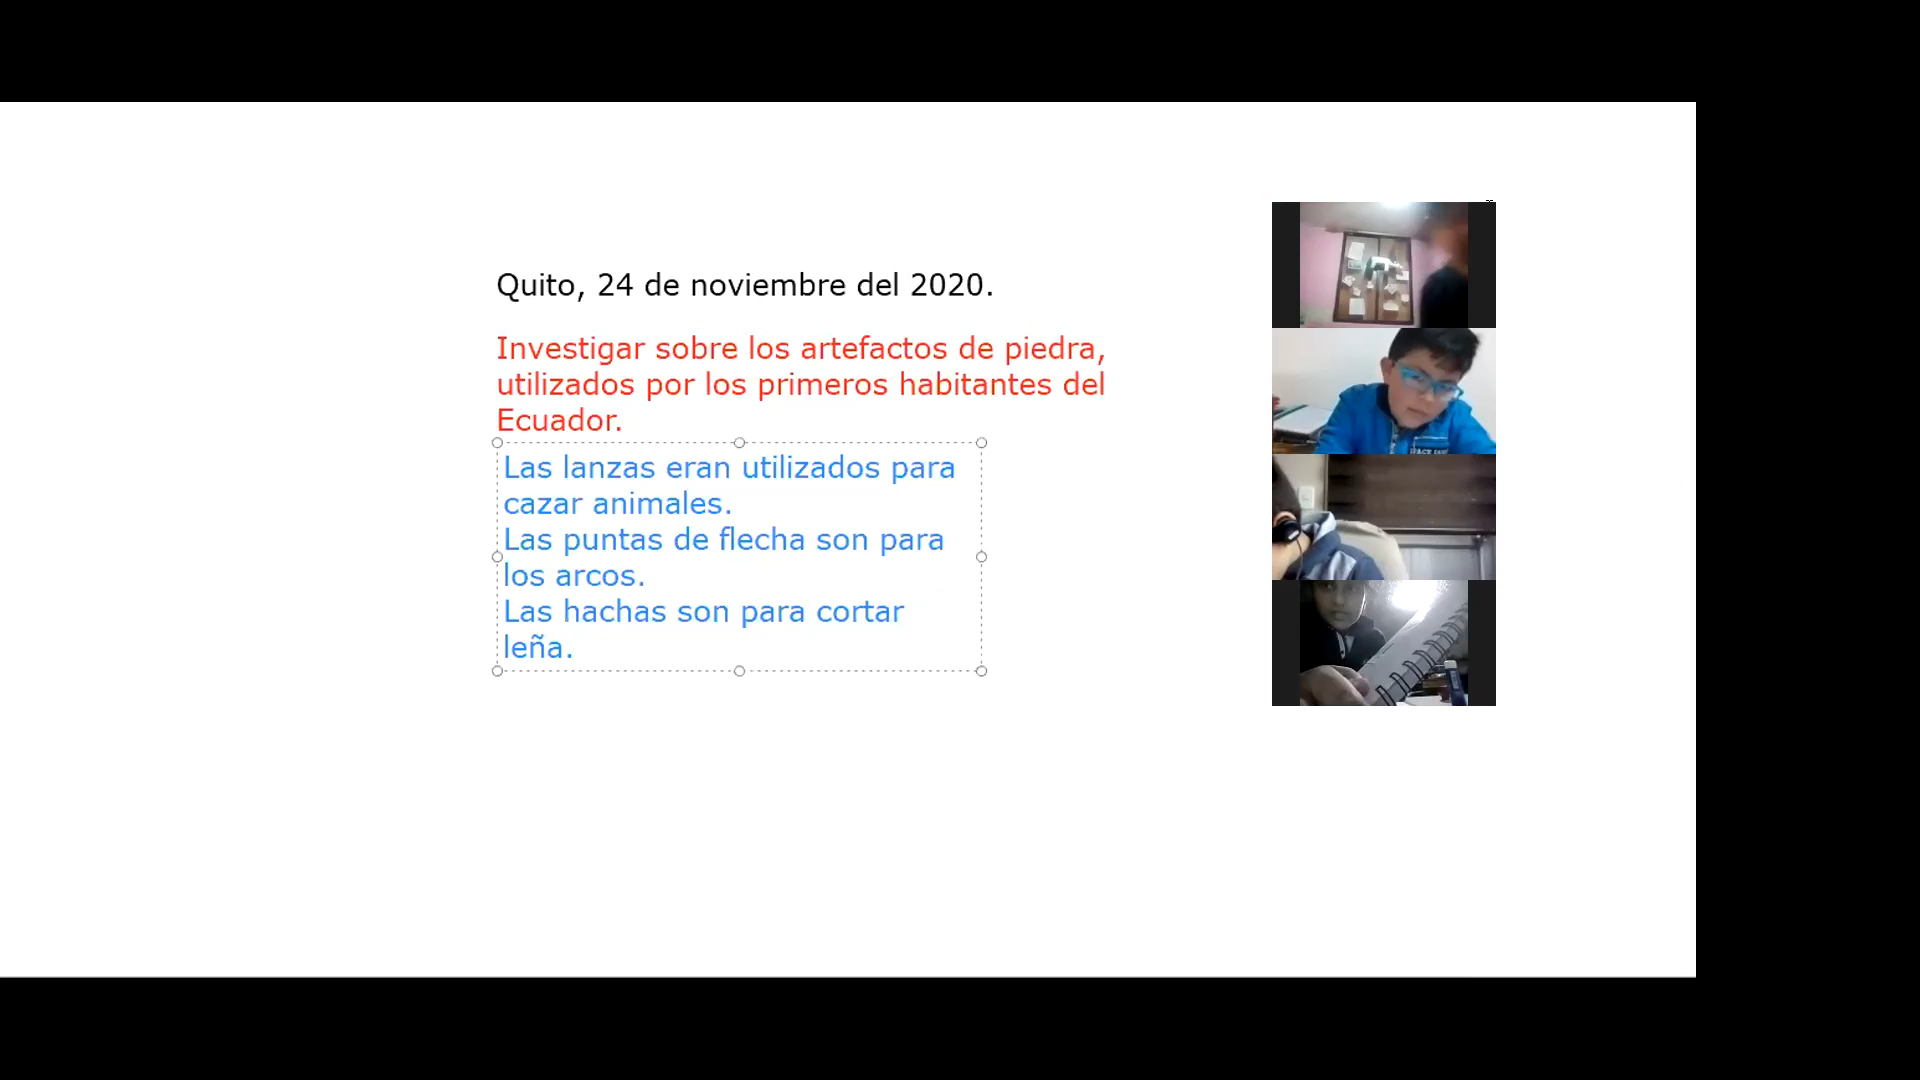 Quito, 24 de noviembre del 2020.
Investigar sobre los artefactos de piedra,
utilizados por los primeros habitantes del
Ecuador.
Las lanzas eran utilizados para
cazar animales.
Las puntas de flecha son para
los arcos.
Las hachas son para cortar
leña.